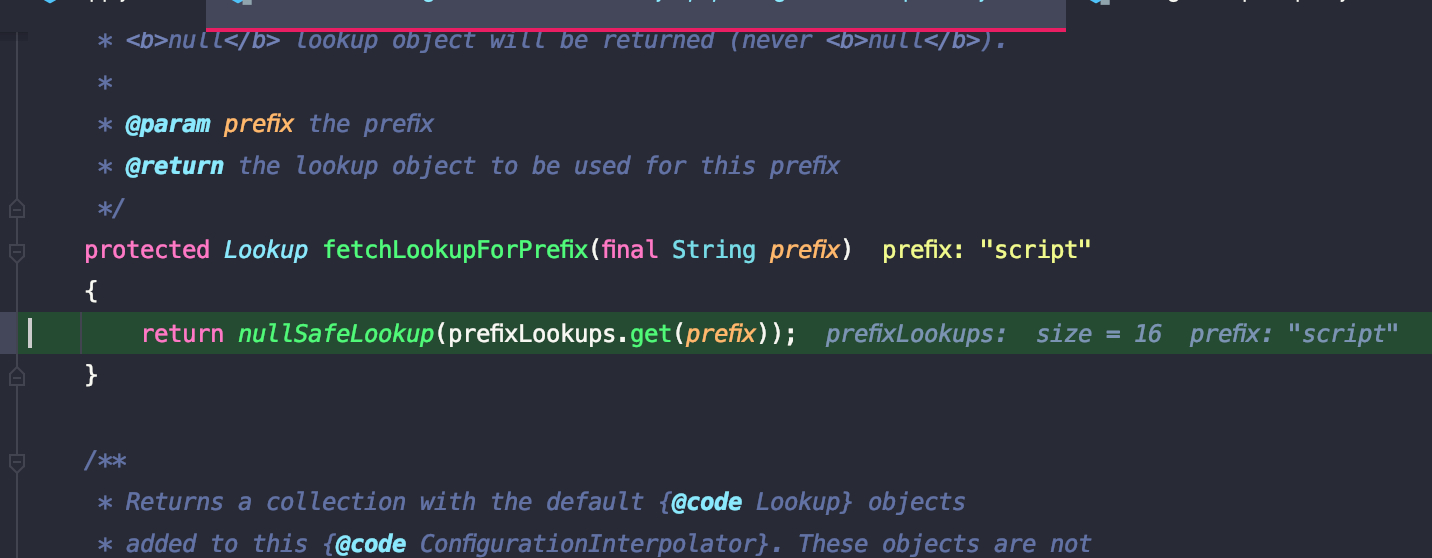 * <b>null</b> lookup object will be returned (never <b>null</b>).
*
* @param prefix the prefix
* @return the lookup object to be used for this prefix
*/
protected Lookup fetchLookupForPrefix(final String prefix)  prefix: "script"
{
return nullSafeLookup(prefixLookups.get(prefix));  prefixLookups:  size = 16  prefix: "script"
}
/**
* Returns a collection with the default {@code Lookup} objects
* added to this {@code ConfigurationInterpolator}. These objects are not